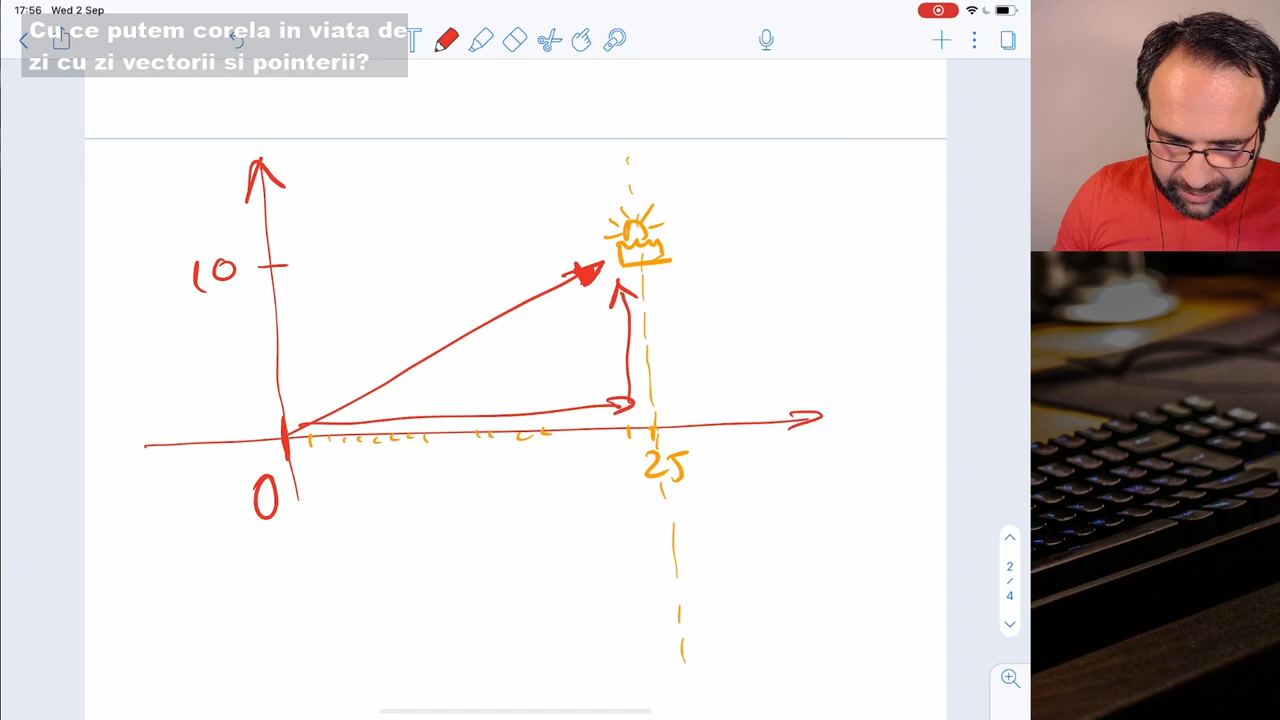 17:56 Wed 2 Sep
Cu ce putem corela in viata de
zi cu zi vectorii si pointerii?
T
10
25
0
2
/
4